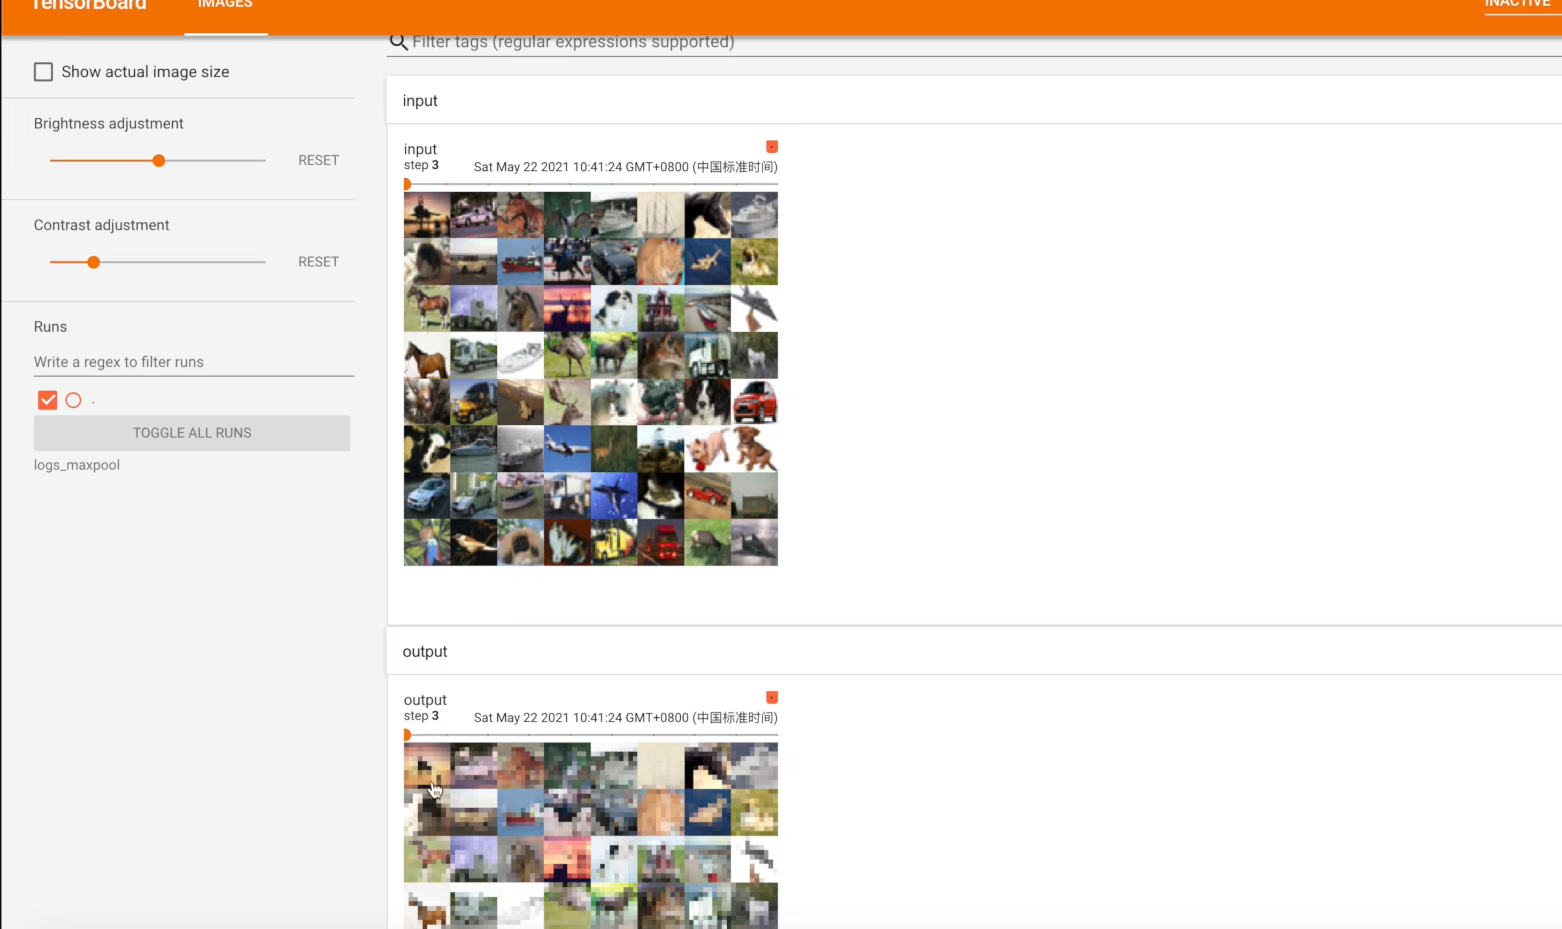 TensorBoard
IMAGES
INACTIVE
Filter tags (regular expressions supported)
Show actual image size
Brightness adjustment
RESET
Contrast adjustment
RESET
Runs
Write a regex to filter runs
.
TOGGLE ALL RUNS
logs_maxpool
input
input
step 3
Sat May 22 2021 10:41:24 GMT+0800 (中国标准时间)
output
output
step 3
Sat May 22 2021 10:41:24 GMT+0800 (中国标准时间)